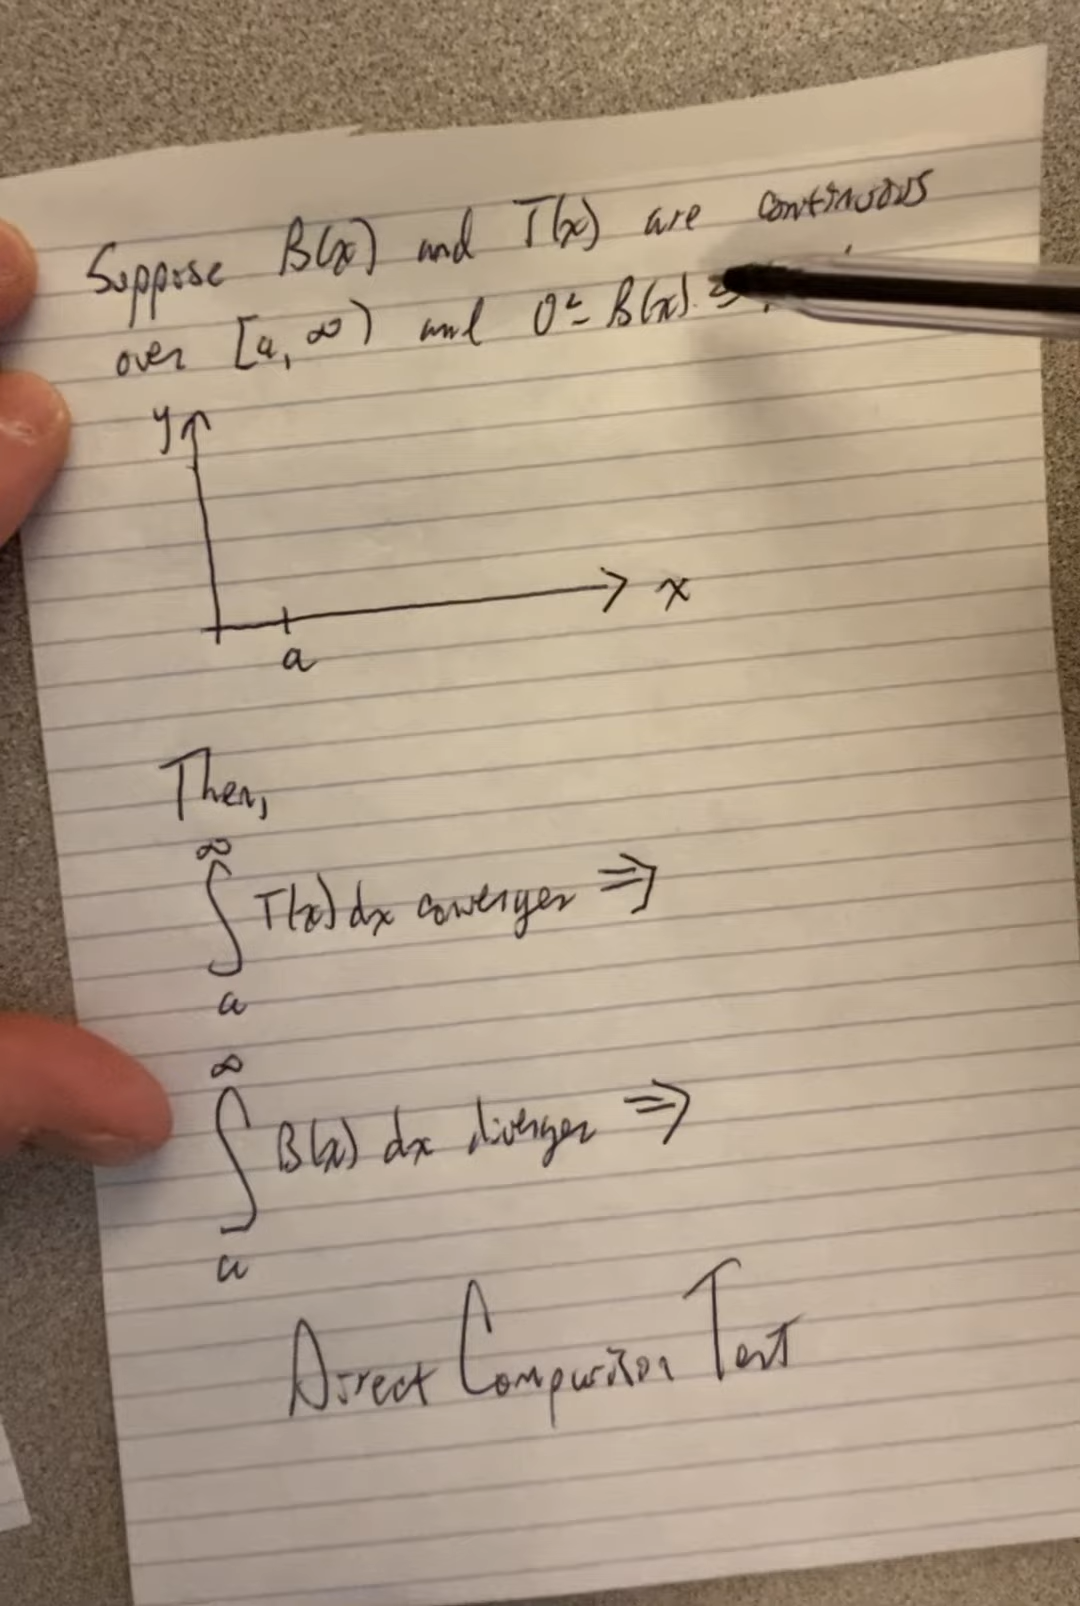 Suppose B(x) and T(x) are continuous
over [a, ∞) and 0 ≤ B(x) ≤
y
x
a
Then,
∞
∫ T(x) dx converges ⇒
a
∞
∫ B(x) dx diverges ⇒
a
Direct Comparison Test